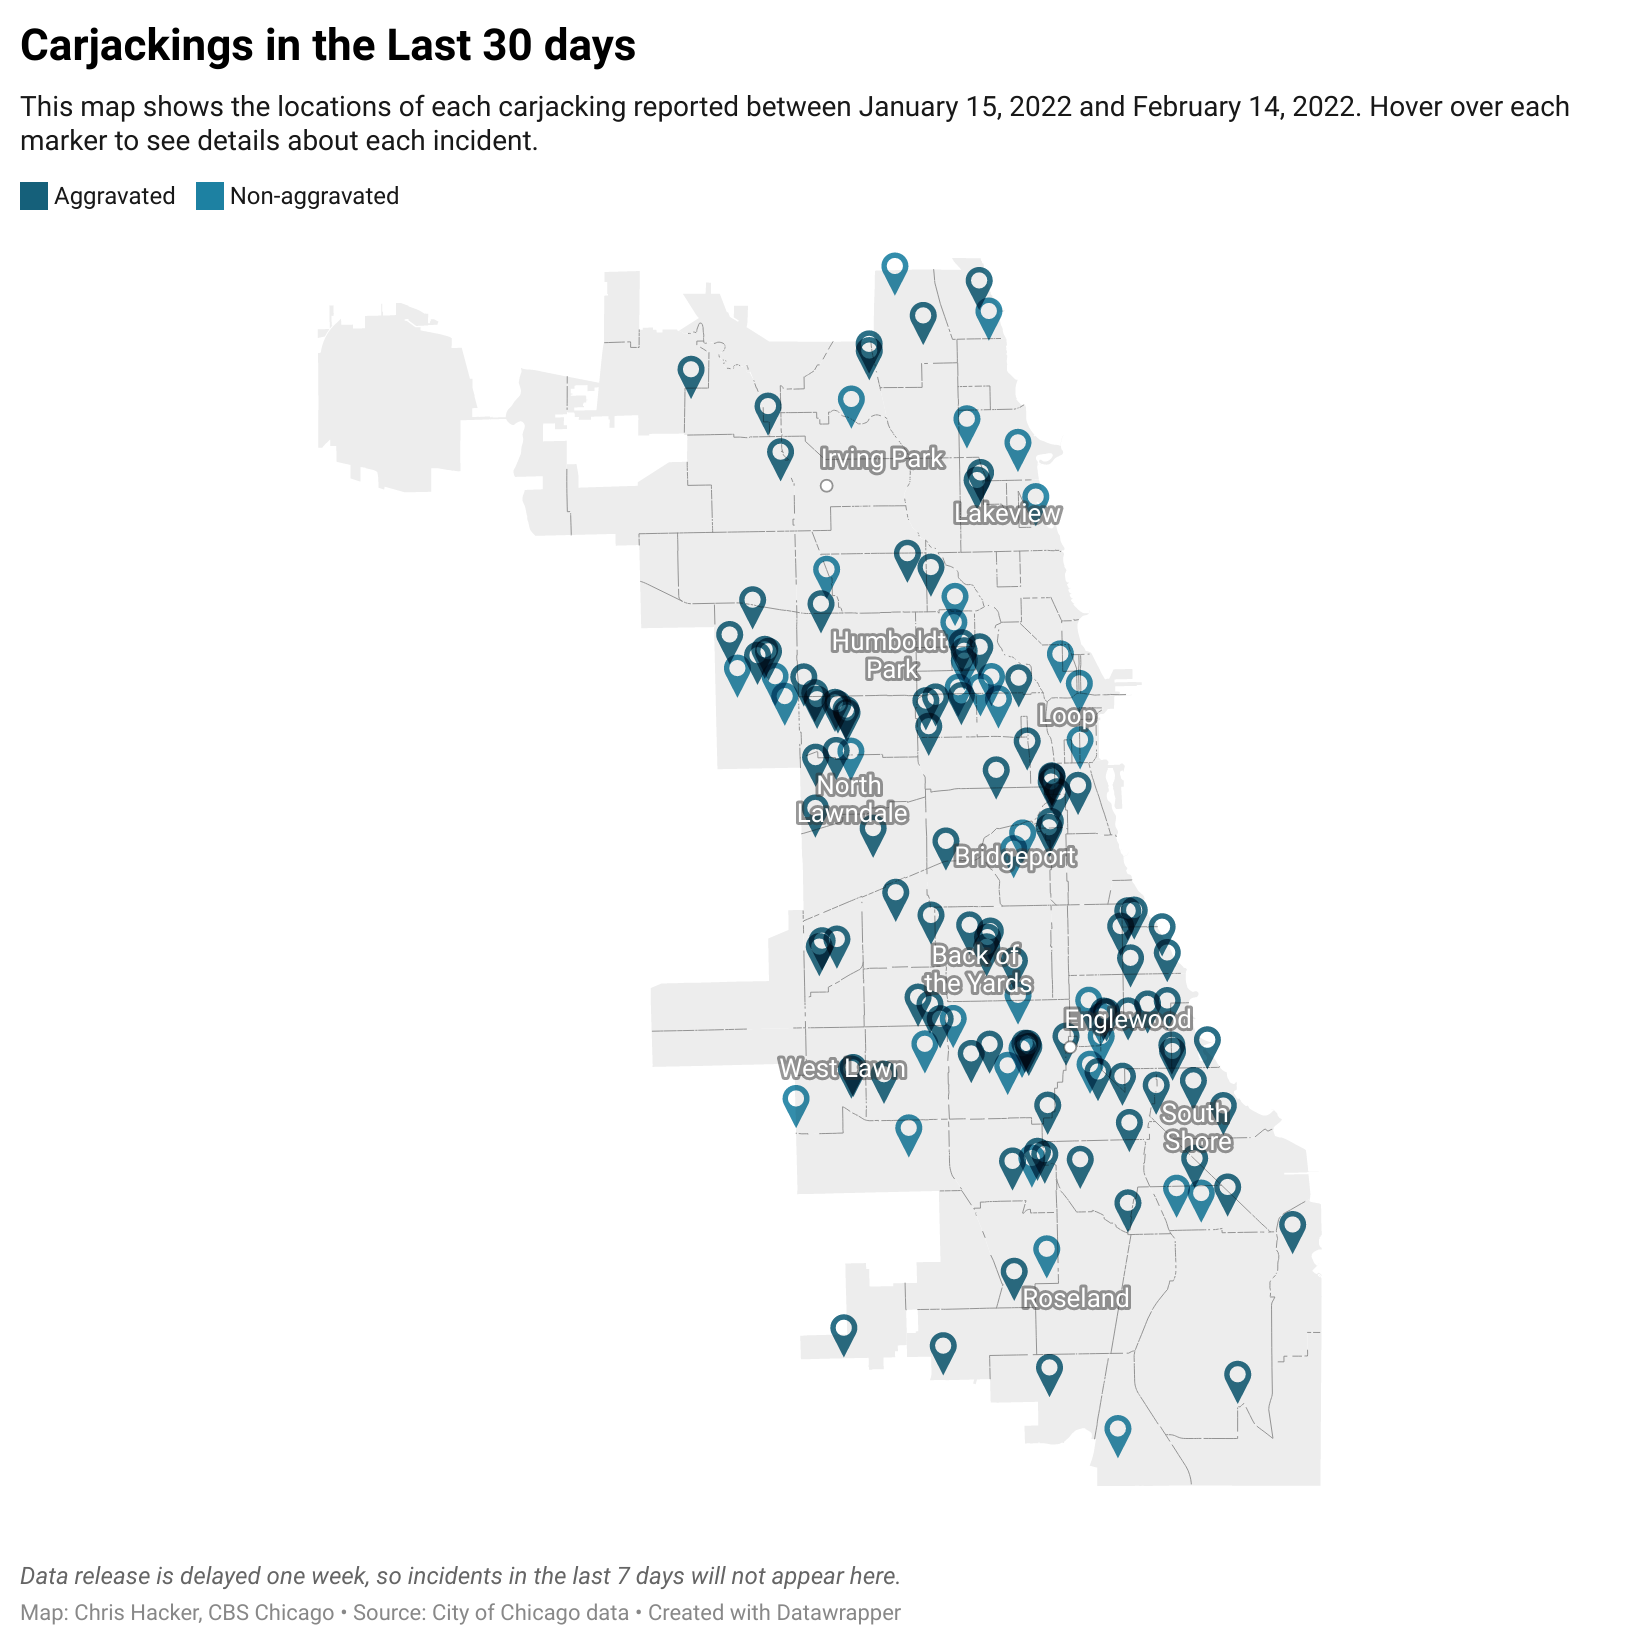 Carjackings in the Last 30 days
This map shows the locations of each carjacking reported between January 15, 2022 and February 14, 2022. Hover over each
marker to see details about each incident.
Aggravated Non-aggravated
Irving Park
Lakeview
Humboldt
Park
Loop
North
Lawndale
Bridgeport
Back of
the Yards
Englewood
West Lawn
South
Shore
Roseland
Data release is delayed one week, so incidents in the last 7 days will not appear here.
Map: Chris Hacker, CBS Chicago • Source: City of Chicago data • Created with Datawrapper